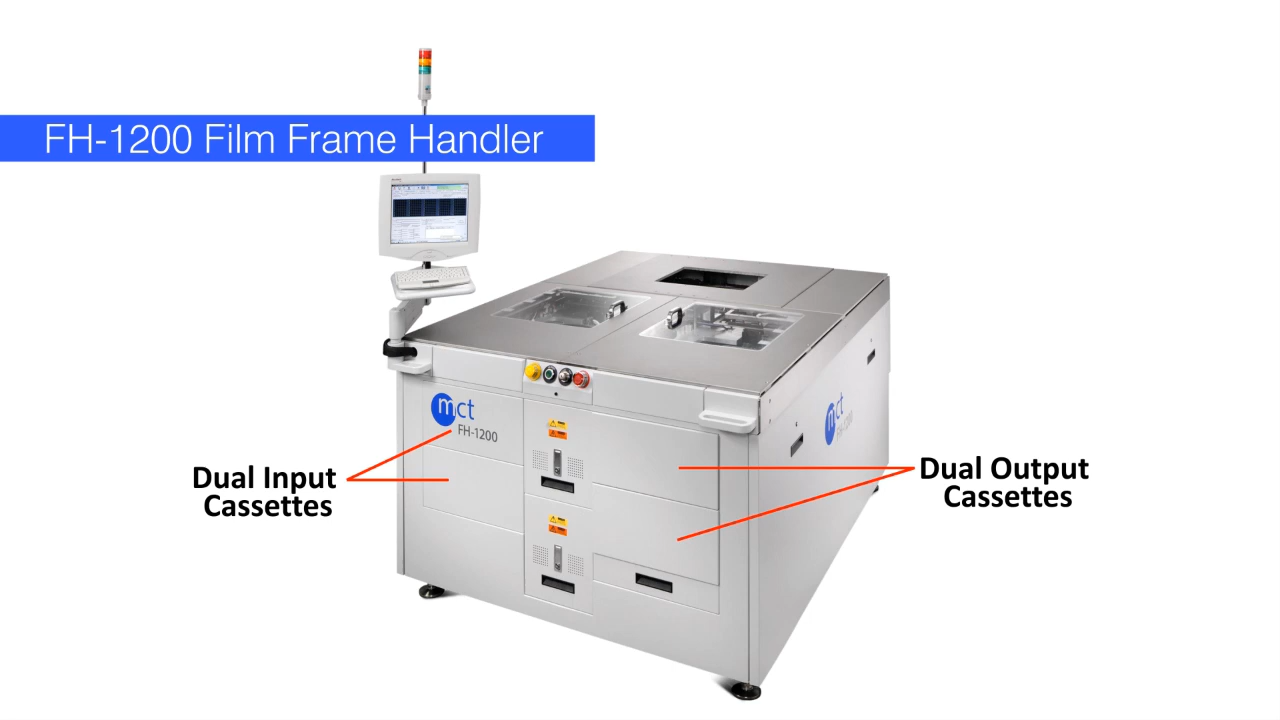 FH-1200 Film Frame Handler
mct
FH-1200
mct
FH-1200
Dual Input
Cassettes
Dual Output
Cassettes